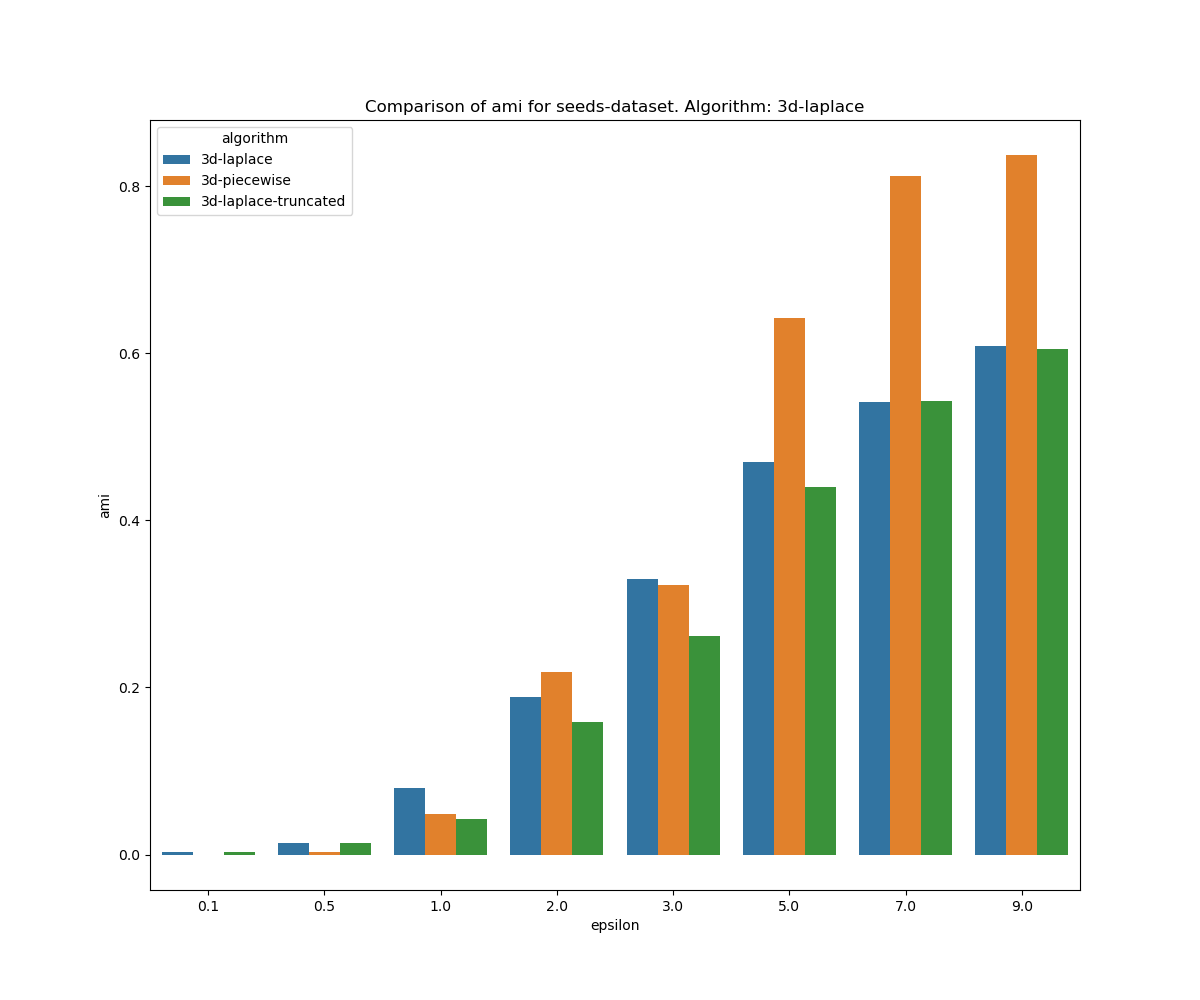 Comparison of ami for seeds-dataset. Algorithm: 3d-laplace
algorithm
3d-laplace
3d-piecewise
3d-laplace-truncated
0.8
0.6
0.4
0.2
0.0
ami
0.1 0.5 1.0 2.0 3.0 5.0 7.0 9.0
epsilon